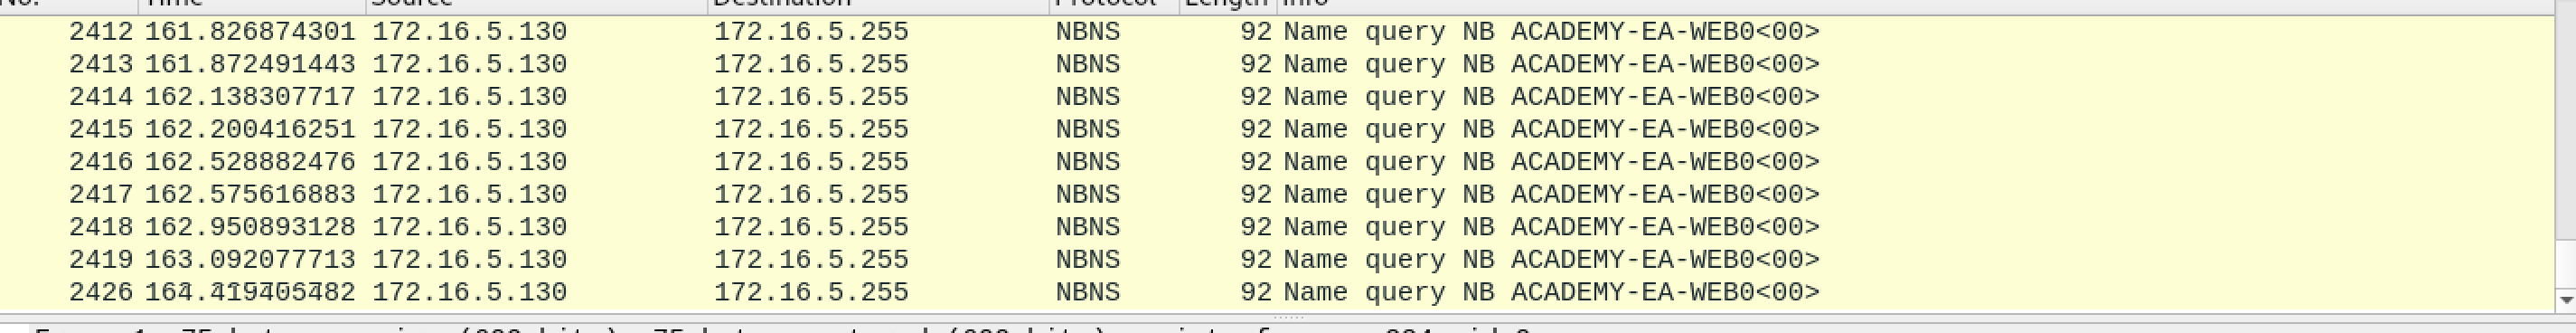 No. Time Source Destination Protocol Length Info
2412 161.826874301 172.16.5.130 172.16.5.255 NBNS 92 Name query NB ACADEMY-EA-WEB0<00>
2413 161.872491443 172.16.5.130 172.16.5.255 NBNS 92 Name query NB ACADEMY-EA-WEB0<00>
2414 162.138307717 172.16.5.130 172.16.5.255 NBNS 92 Name query NB ACADEMY-EA-WEB0<00>
2415 162.200416251 172.16.5.130 172.16.5.255 NBNS 92 Name query NB ACADEMY-EA-WEB0<00>
2416 162.528882476 172.16.5.130 172.16.5.255 NBNS 92 Name query NB ACADEMY-EA-WEB0<00>
2417 162.575616883 172.16.5.130 172.16.5.255 NBNS 92 Name query NB ACADEMY-EA-WEB0<00>
2418 162.950893128 172.16.5.130 172.16.5.255 NBNS 92 Name query NB ACADEMY-EA-WEB0<00>
2419 163.092077713 172.16.5.130 172.16.5.255 NBNS 92 Name query NB ACADEMY-EA-WEB0<00>
2426 164.419405482 172.16.5.130 172.16.5.255 NBNS 92 Name query NB ACADEMY-EA-WEB0<00>